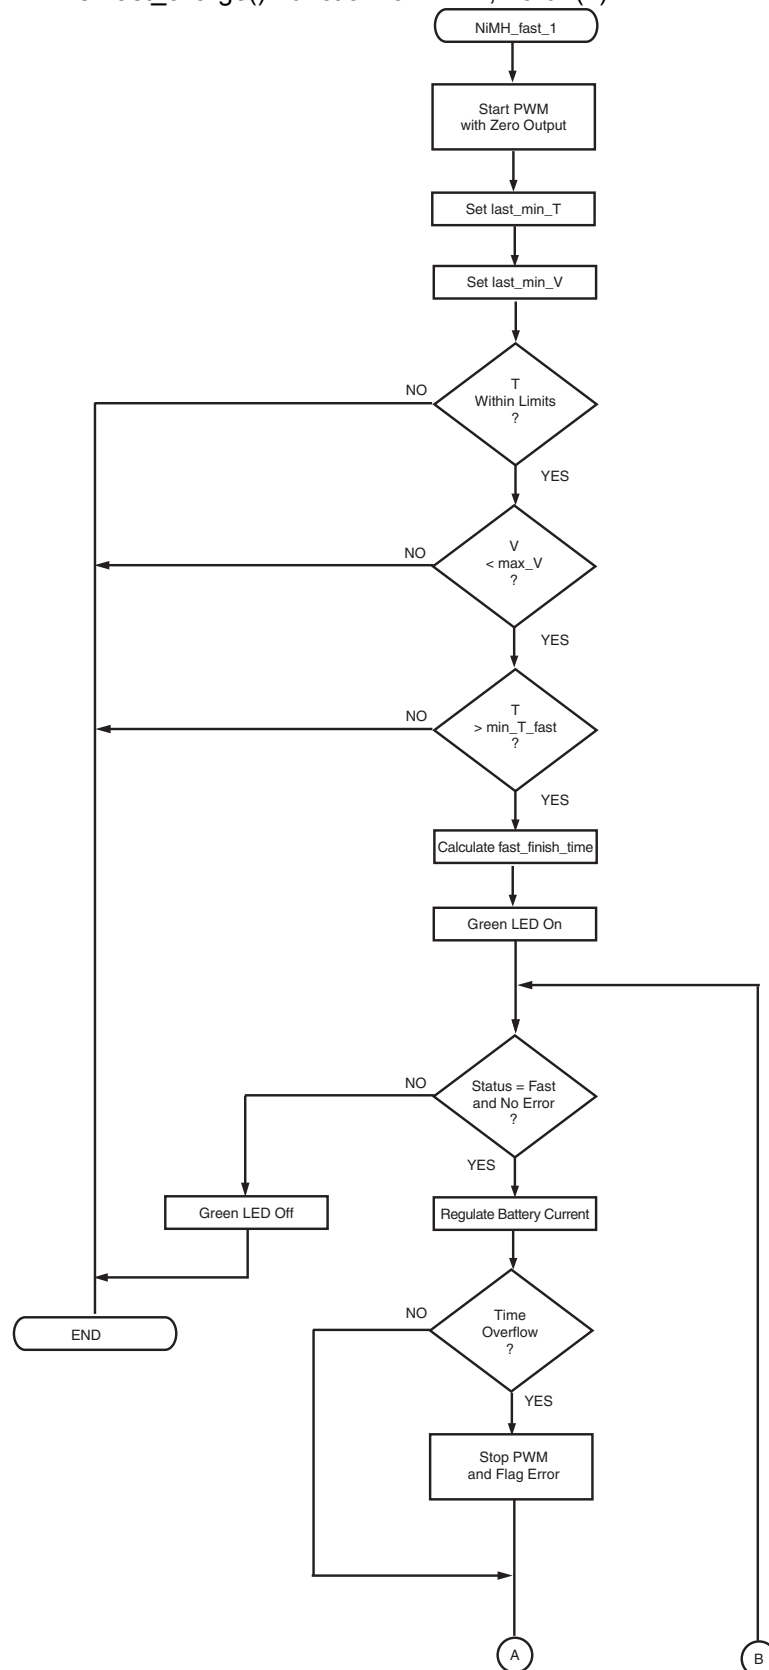 NiMH_fast_1
Start PWM
with Zero Output
Set last_min_T
Set last_min_V
T
Within Limits
?
NO
YES
V
< max_V
?
NO
YES
T
> min_T_fast
?
NO
YES
Calculate fast_finish_time
Green LED On
Status = Fast
and No Error
?
NO
YES
Green LED Off
Regulate Battery Current
END
Time
Overflow
?
NO
YES
Stop PWM
and Flag Error
A
B